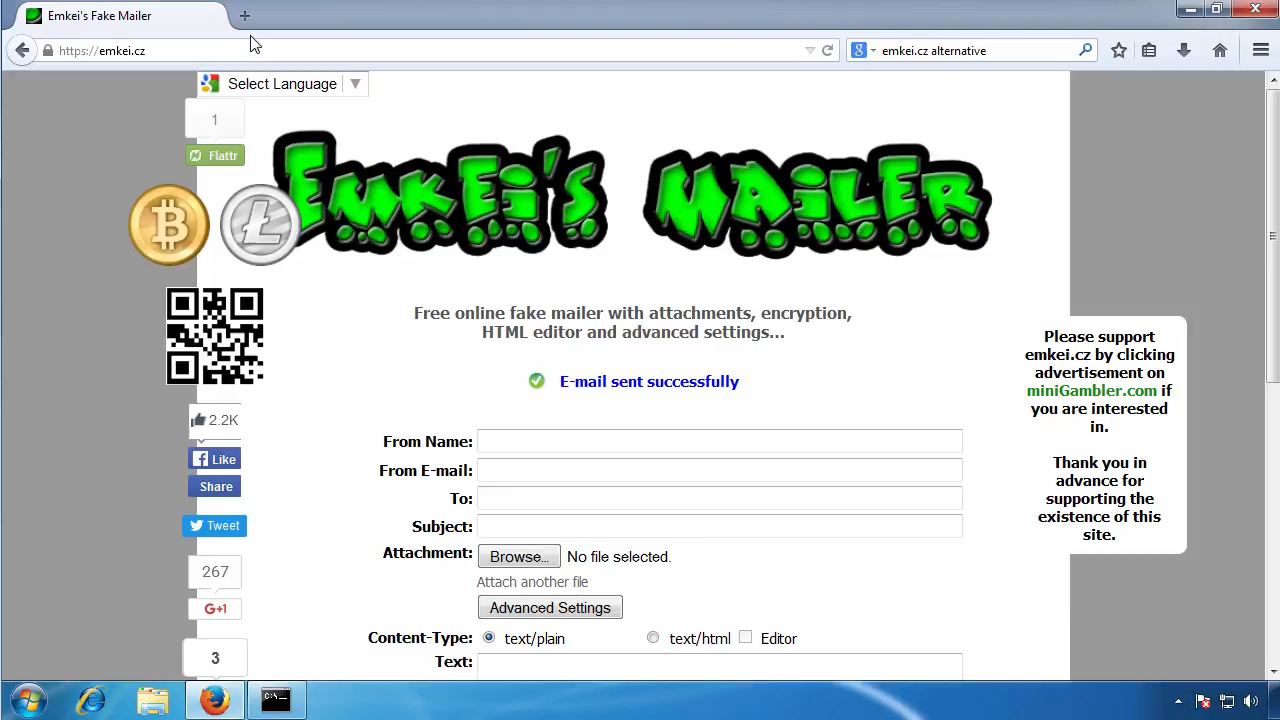 Emkei's Fake Mailer
https://emkei.cz
emkei.cz alternative
Select Language
1
Flattr
EMKEi'S MAiLER
Free online fake mailer with attachments, encryption,
HTML editor and advanced settings...
E-mail sent successfully
Please support
emkei.cz by clicking
advertisement on
miniGambler.com if
you are interested
in.
Thank you in
advance for
supporting the
existence of this
site.
2.2K
Like
Share
Tweet
267
G+1
3
From Name:
From E-mail:
To:
Subject:
Attachment: Browse... No file selected.
Attach another file
Advanced Settings
Content-Type: text/plain text/html Editor
Text: